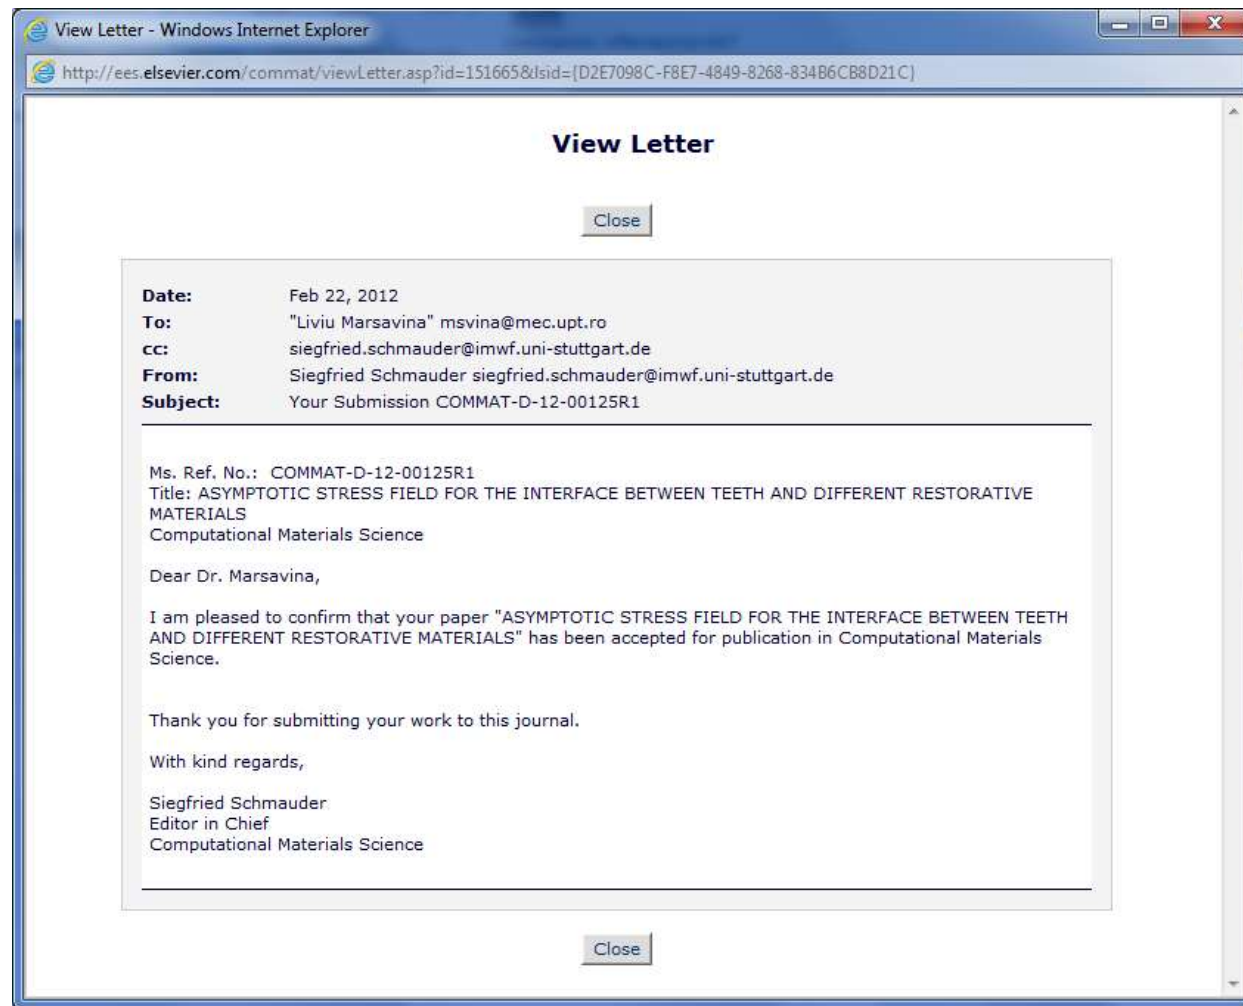 View Letter - Windows Internet Explorer
http://ees.elsevier.com/commat/viewLetter.asp?id=151665&lsid={D2E7098C-F8E7-4849-8268-834B6CB8D21C}
View Letter
Close
Date: Feb 22, 2012
To: "Liviu Marsavina" msvina@mec.upt.ro
cc: siegfried.schmauder@imwf.uni-stuttgart.de
From: Siegfried Schmauder siegfried.schmauder@imwf.uni-stuttgart.de
Subject: Your Submission COMMAT-D-12-00125R1
Ms. Ref. No.: COMMAT-D-12-00125R1
Title: ASYMPTOTIC STRESS FIELD FOR THE INTERFACE BETWEEN TEETH AND DIFFERENT RESTORATIVE
MATERIALS
Computational Materials Science
Dear Dr. Marsavina,
I am pleased to confirm that your paper "ASYMPTOTIC STRESS FIELD FOR THE INTERFACE BETWEEN TEETH
AND DIFFERENT RESTORATIVE MATERIALS" has been accepted for publication in Computational Materials
Science.
Thank you for submitting your work to this journal.
With kind regards,
Siegfried Schmauder
Editor in Chief
Computational Materials Science
Close